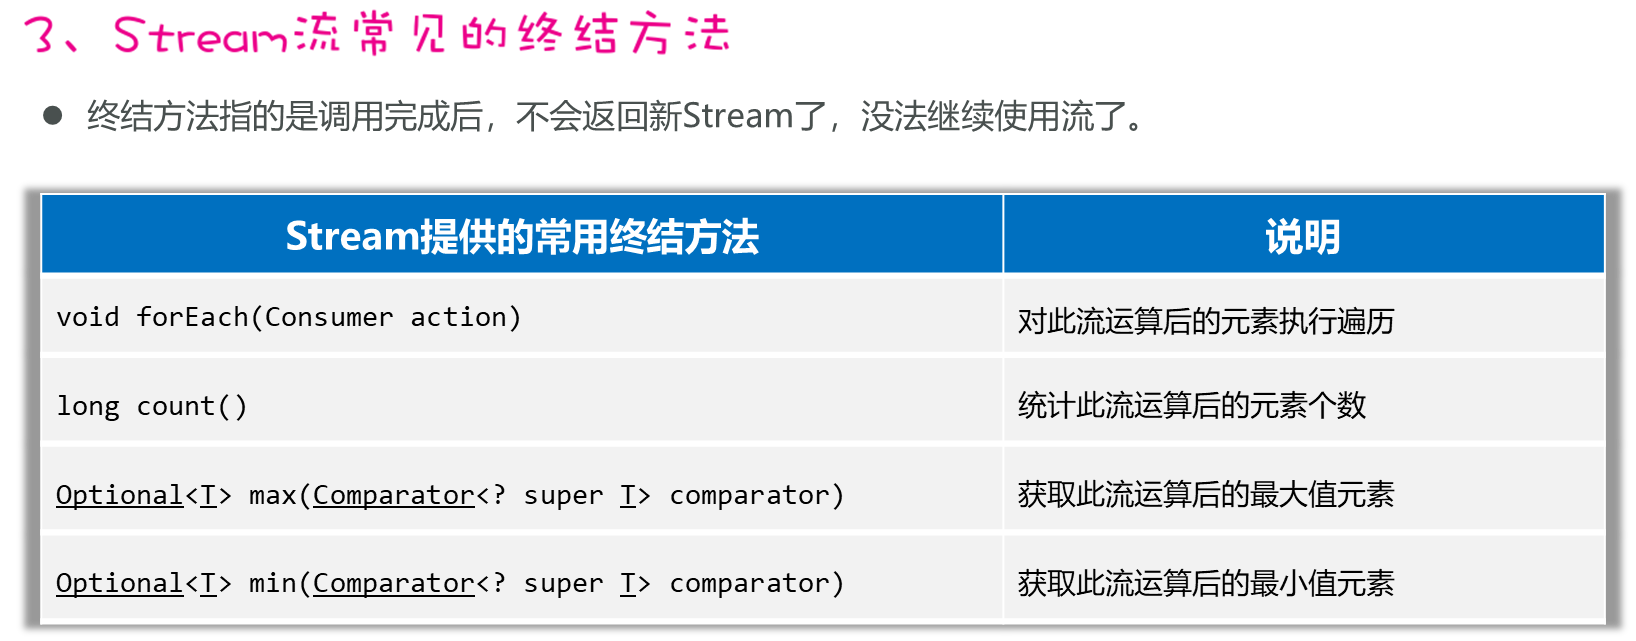 3、Stream流常见的终结方法
终结方法指的是调用完成后，不会返回新Stream了，没法继续使用流了。
Stream提供的常用终结方法 说明
void forEach(Consumer action) 对此流运算后的元素执行遍历
long count() 统计此流运算后的元素个数
Optional<T> max(Comparator<? super T> comparator) 获取此流运算后的最大值元素
Optional<T> min(Comparator<? super T> comparator) 获取此流运算后的最小值元素